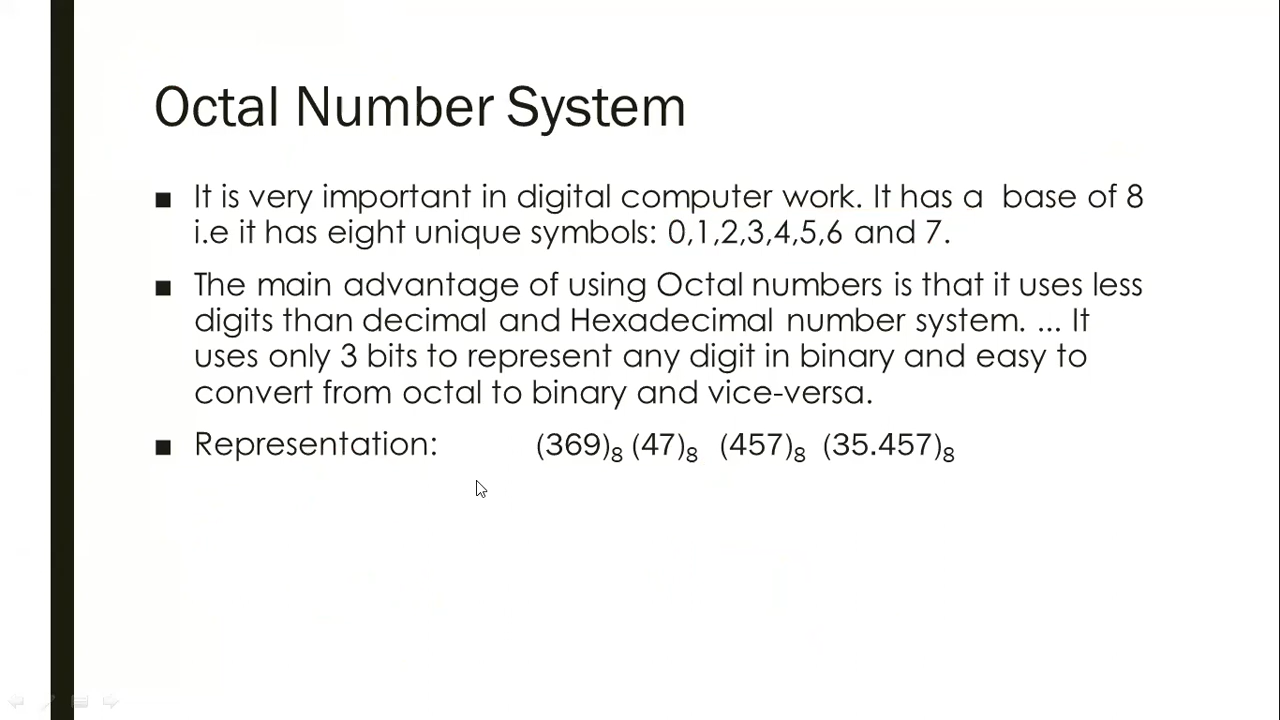 Octal Number System
■ It is very important in digital computer work. It has a  base of 8
i.e it has eight unique symbols: 0,1,2,3,4,5,6 and 7.
■ The main advantage of using Octal numbers is that it uses less
digits than decimal and Hexadecimal number system. ... It
uses only 3 bits to represent any digit in binary and easy to
convert from octal to binary and vice-versa.
■ Representation: (369)₈ (47)₈ (457)₈ (35.457)₈